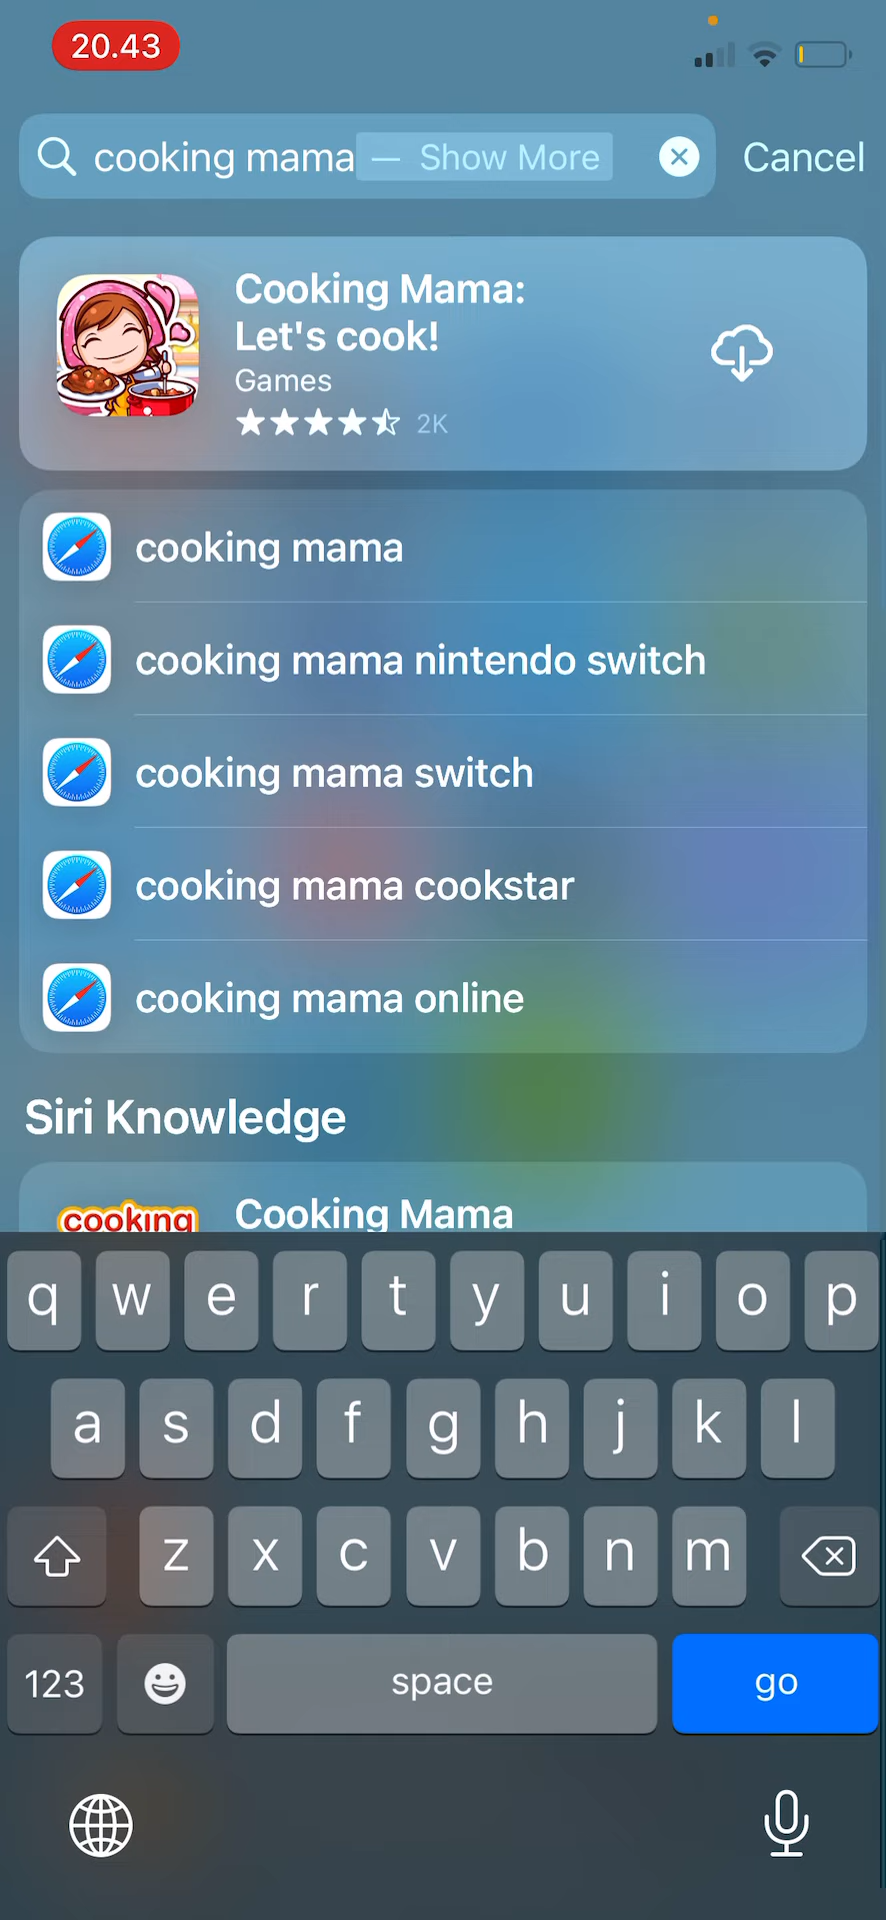 20.43
cooking mama — Show More
Cancel
Cooking Mama:
Let's cook!
Games
2K
cooking mama
cooking mama nintendo switch
cooking mama switch
cooking mama cookstar
cooking mama online
Siri Knowledge
cooking
Cooking Mama
q w e r t y u i o p
a s d f g h j k l
z x c v b n m
123
space
go